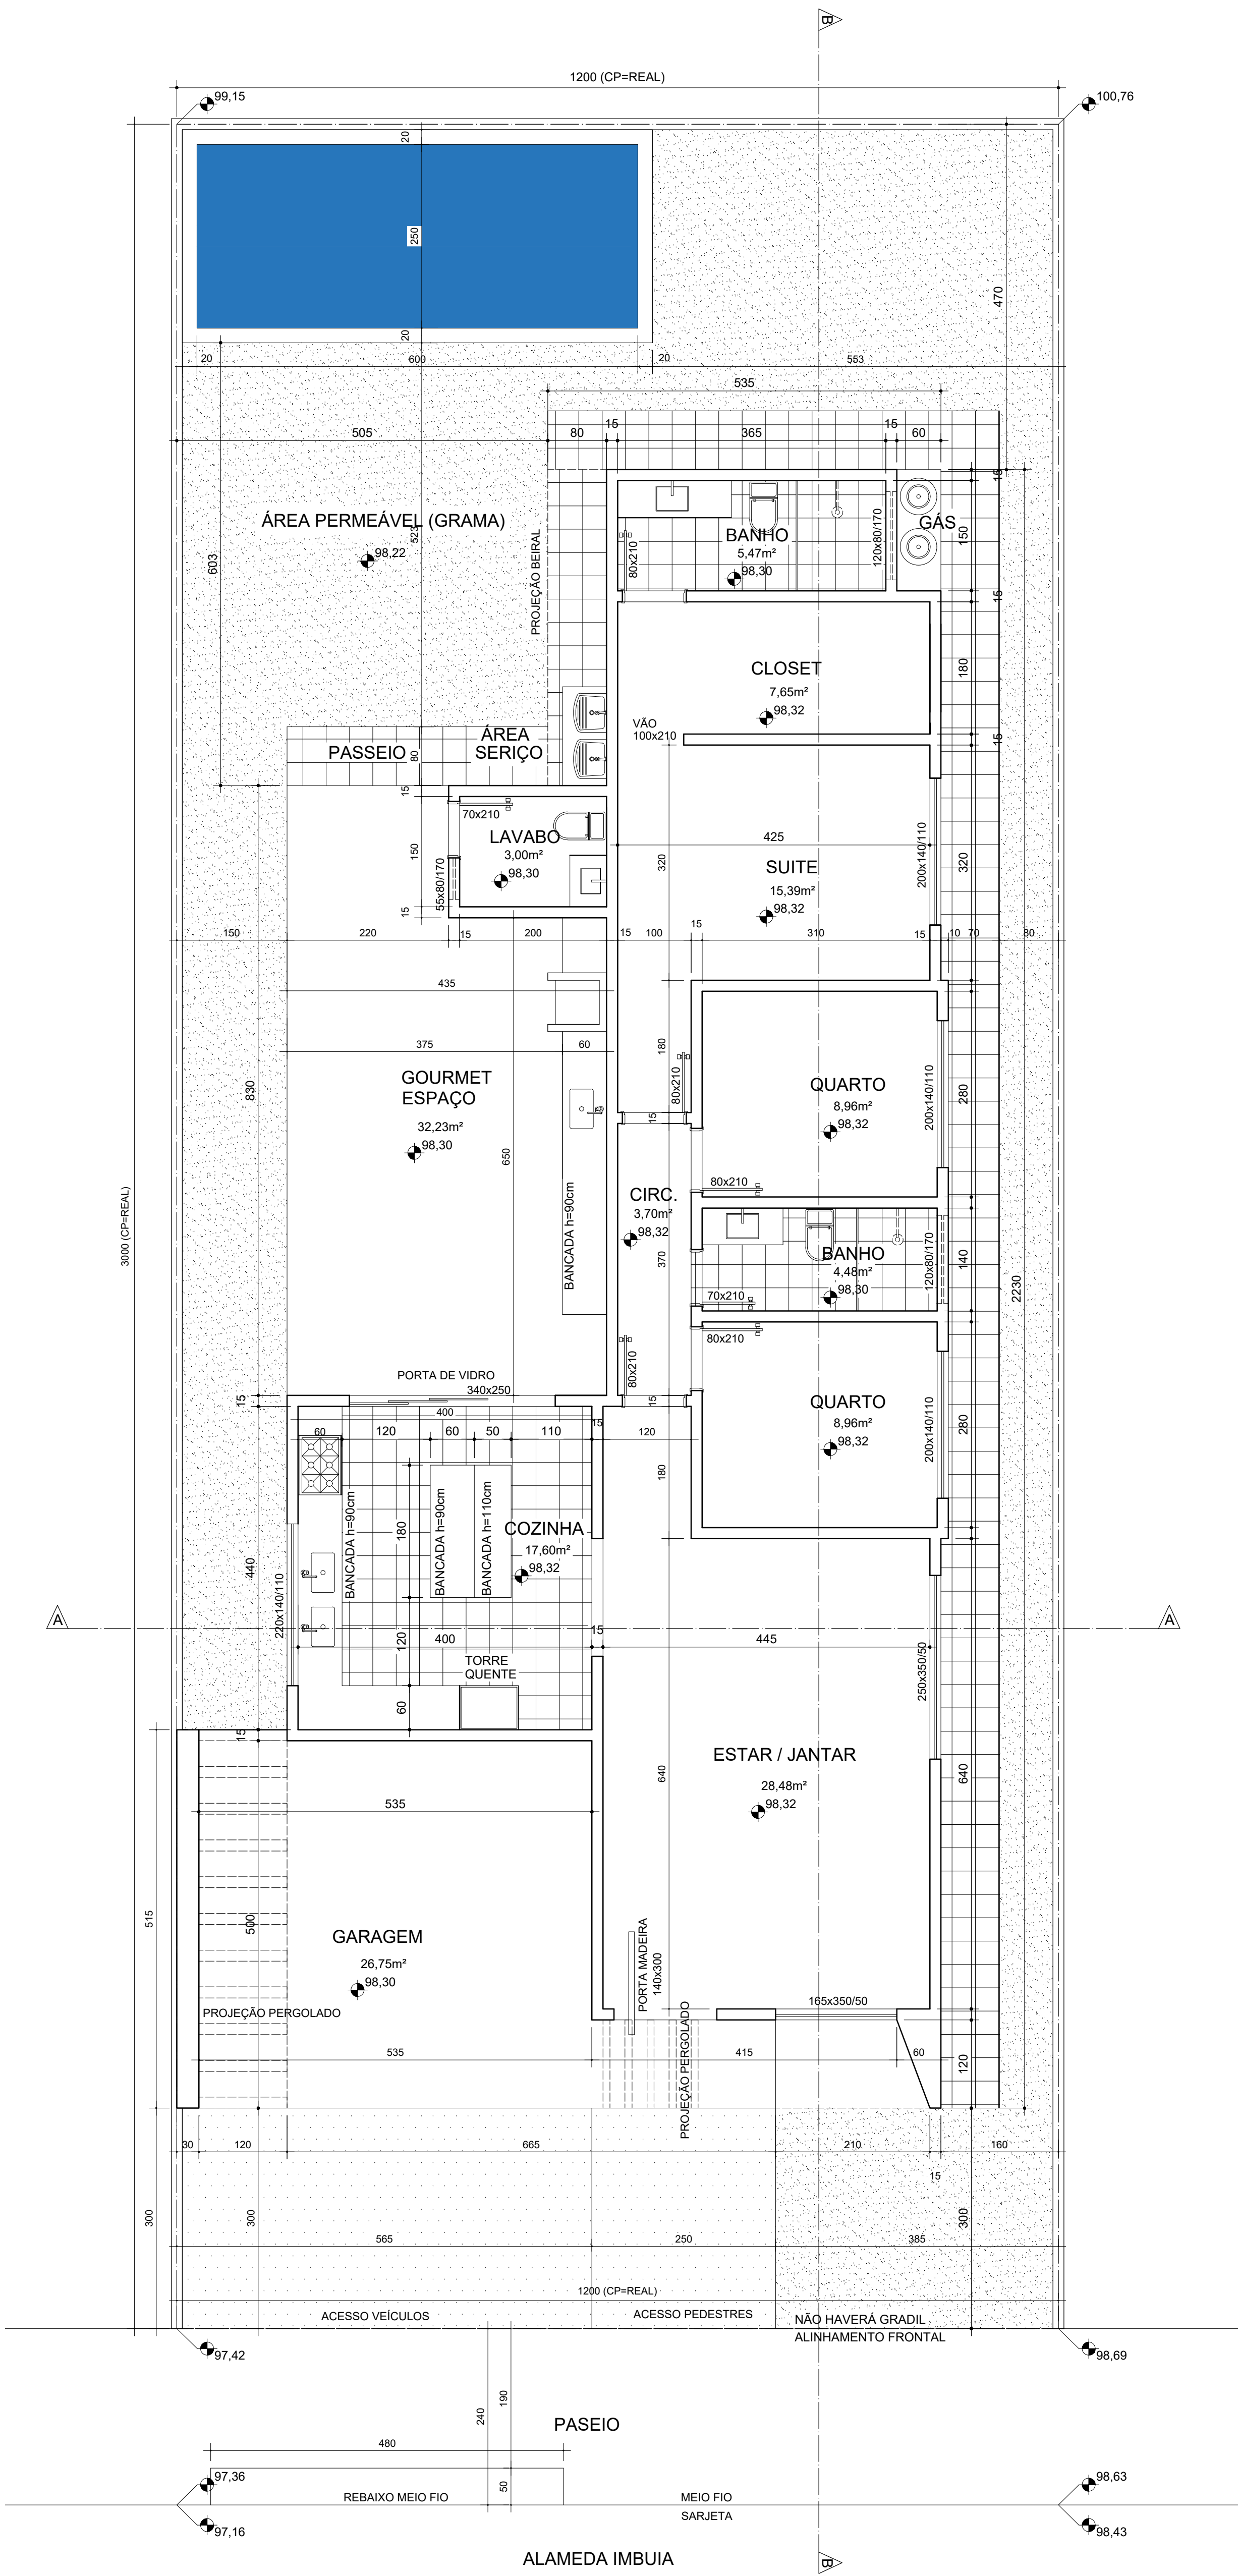 B
1200 (CP=REAL)
99,15
100,76
20
250
470
20
20
600
20
553
535
15
15
505
80
365
60
15
ÁREA PERMEÁVEL (GRAMA)
98,22
523
603
PROJEÇÃO BEIRAL
80x210
BANHO
5,47m²
98,30
120x80/170
GÁS
150
15
CLOSET
7,65m²
98,32
180
VÃO
100x210
15
PASSEIO
80
ÁREA
SERIÇO
15
70x210
LAVABO
3,00m²
98,30
150
55x80/170
15
425
320
SUITE
15,39m²
98,32
200x140/110
320
15
150
220
15
200
15
100
310
15
10
70
80
435
375
60
180
80x210
GOURMET
ESPAÇO
32,23m²
98,30
830
650
BANCADA h=90cm
QUARTO
8,96m²
98,32
200x140/110
280
15
80x210
CIRC.
3,70m²
98,32
370
3000 (CP=REAL)
BANHO
4,48m²
98,30
120x80/170
140
2230
70x210
80x210
80x210
PORTA DE VIDRO
340x250
15
15
400
15
60
120
60
50
110
120
QUARTO
8,96m²
98,32
200x140/110
280
180
BANCADA h=90cm
180
BANCADA h=90cm
BANCADA h=110cm
COZINHA
17,60m²
98,32
440
220x140/110
A
A
120
400
15
445
250x350/50
TORRE
QUENTE
60
15
ESTAR / JANTAR
28,48m²
98,32
640
640
535
515
500
GARAGEM
26,75m²
98,30
PROJEÇÃO PERGOLADO
PORTA MADEIRA
140x300
165x350/50
PROJEÇÃO PERGOLADO
535
415
60
120
30
120
665
210
160
15
300
300
300
565
250
385
1200 (CP=REAL)
ACESSO VEÍCULOS
ACESSO PEDESTRES
NÃO HAVERÁ GRADIL
ALINHAMENTO FRONTAL
97,42
98,69
240
190
PASEIO
480
97,36
98,63
50
REBAIXO MEIO FIO
MEIO FIO
SARJETA
97,16
98,43
ALAMEDA IMBUIA
B